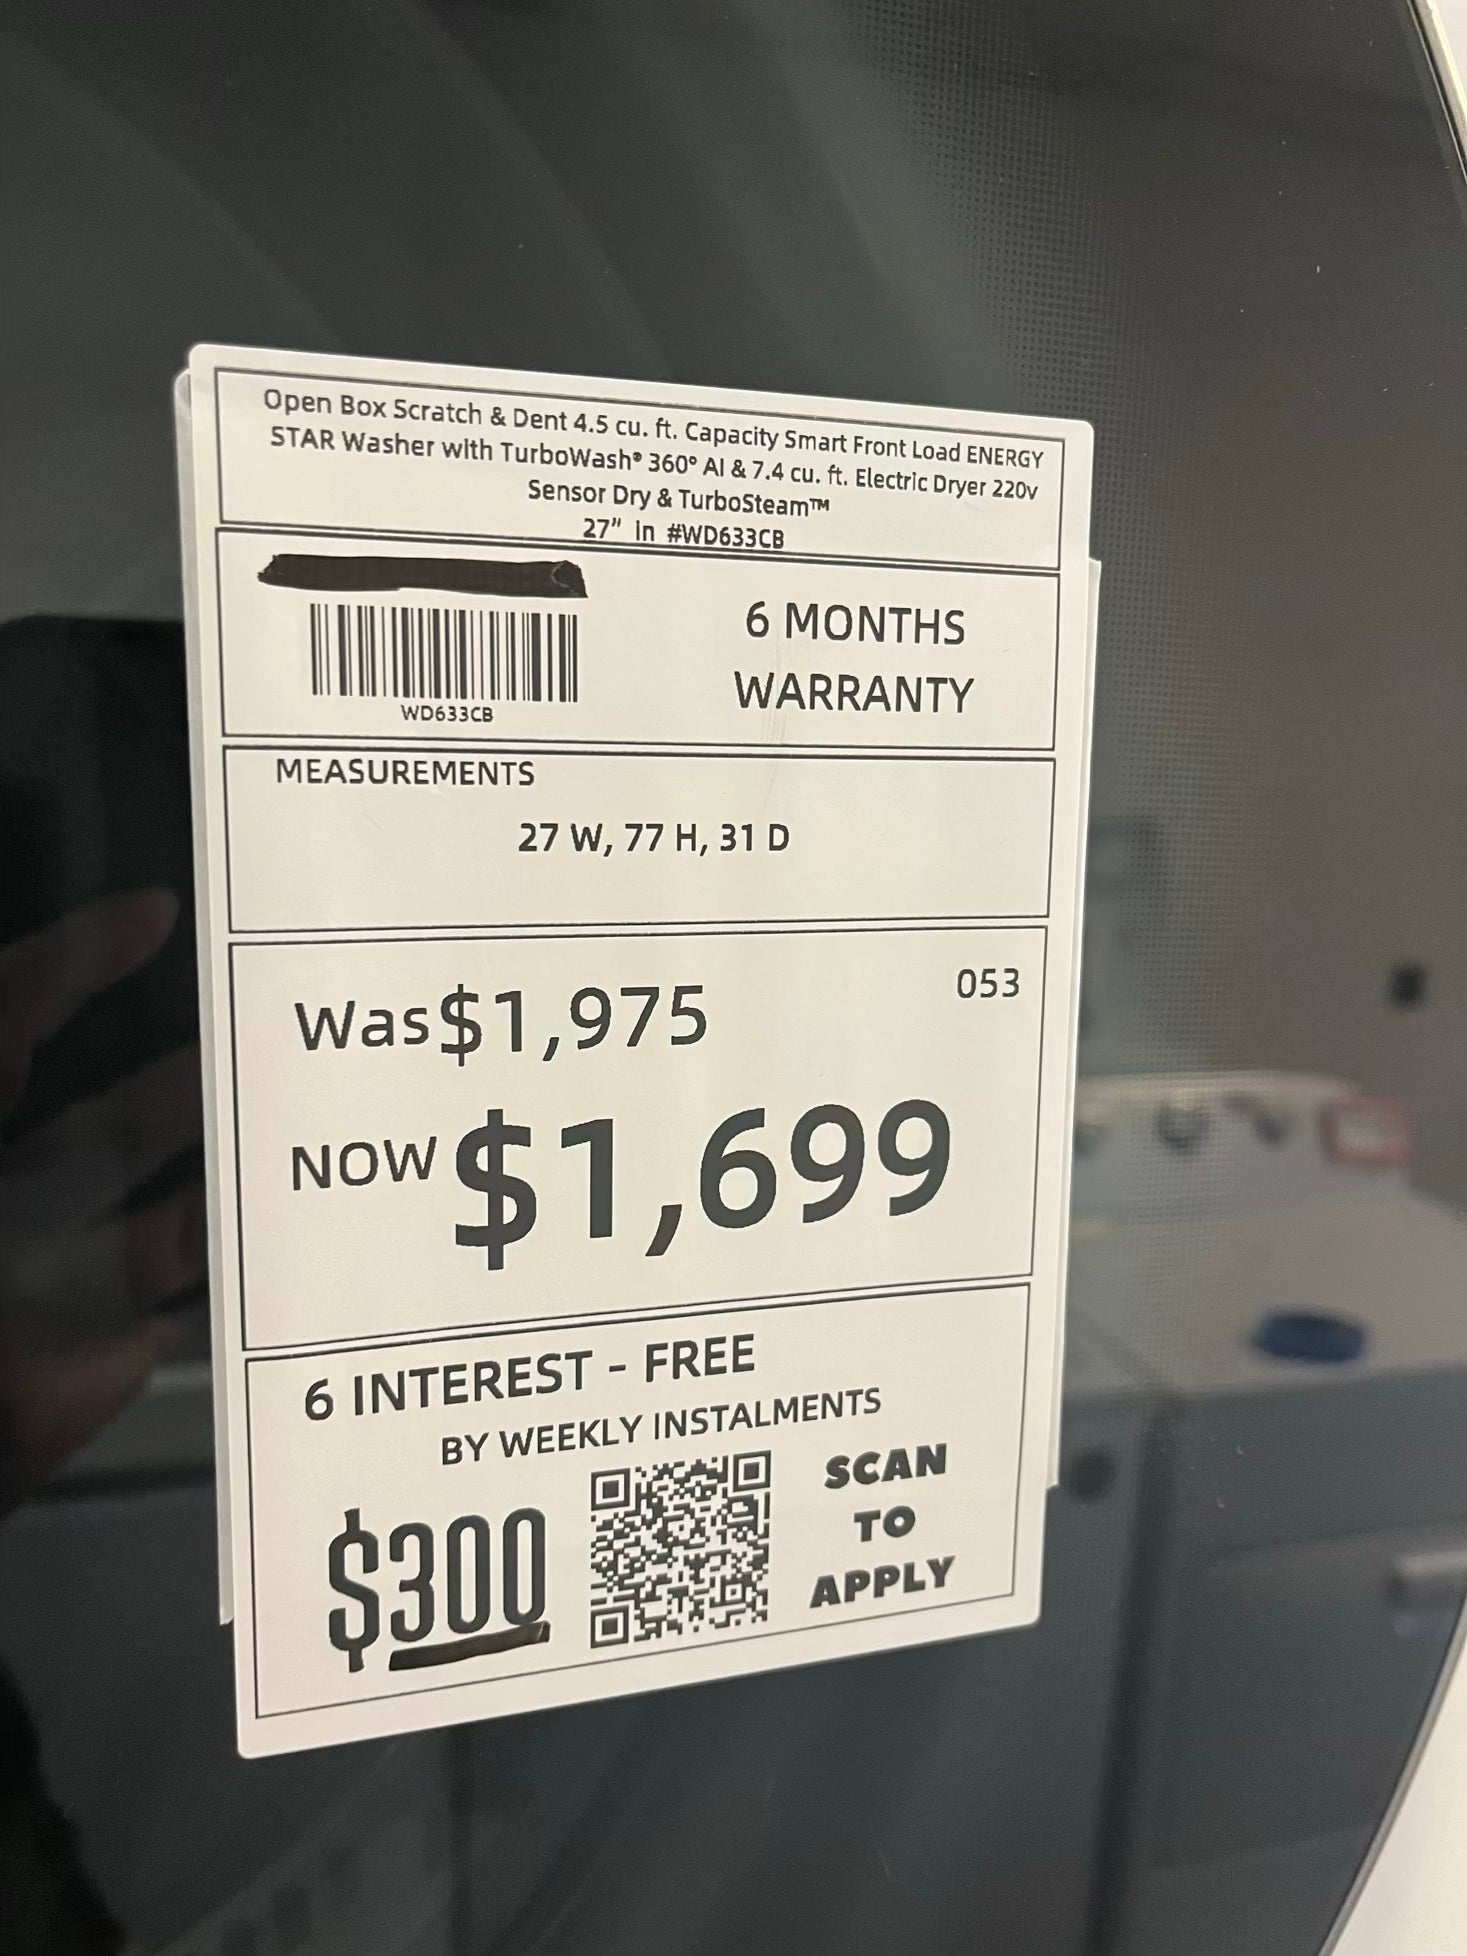 Open Box Scratch & Dent 4.5 cu. ft. Capacity Smart Front Load ENERGY
STAR Washer with TurboWash® 360° AI & 7.4 cu. ft. Electric Dryer 220v
Sensor Dry & TurboSteam™
27" in #WD633CB
6 MONTHS
WARRANTY
WD633CB
MEASUREMENTS
27 W, 77 H, 31 D
053
Was $1,975
NOW $1,699
6 INTEREST - FREE
BY WEEKLY INSTALMENTS
$300
SCAN
TO
APPLY